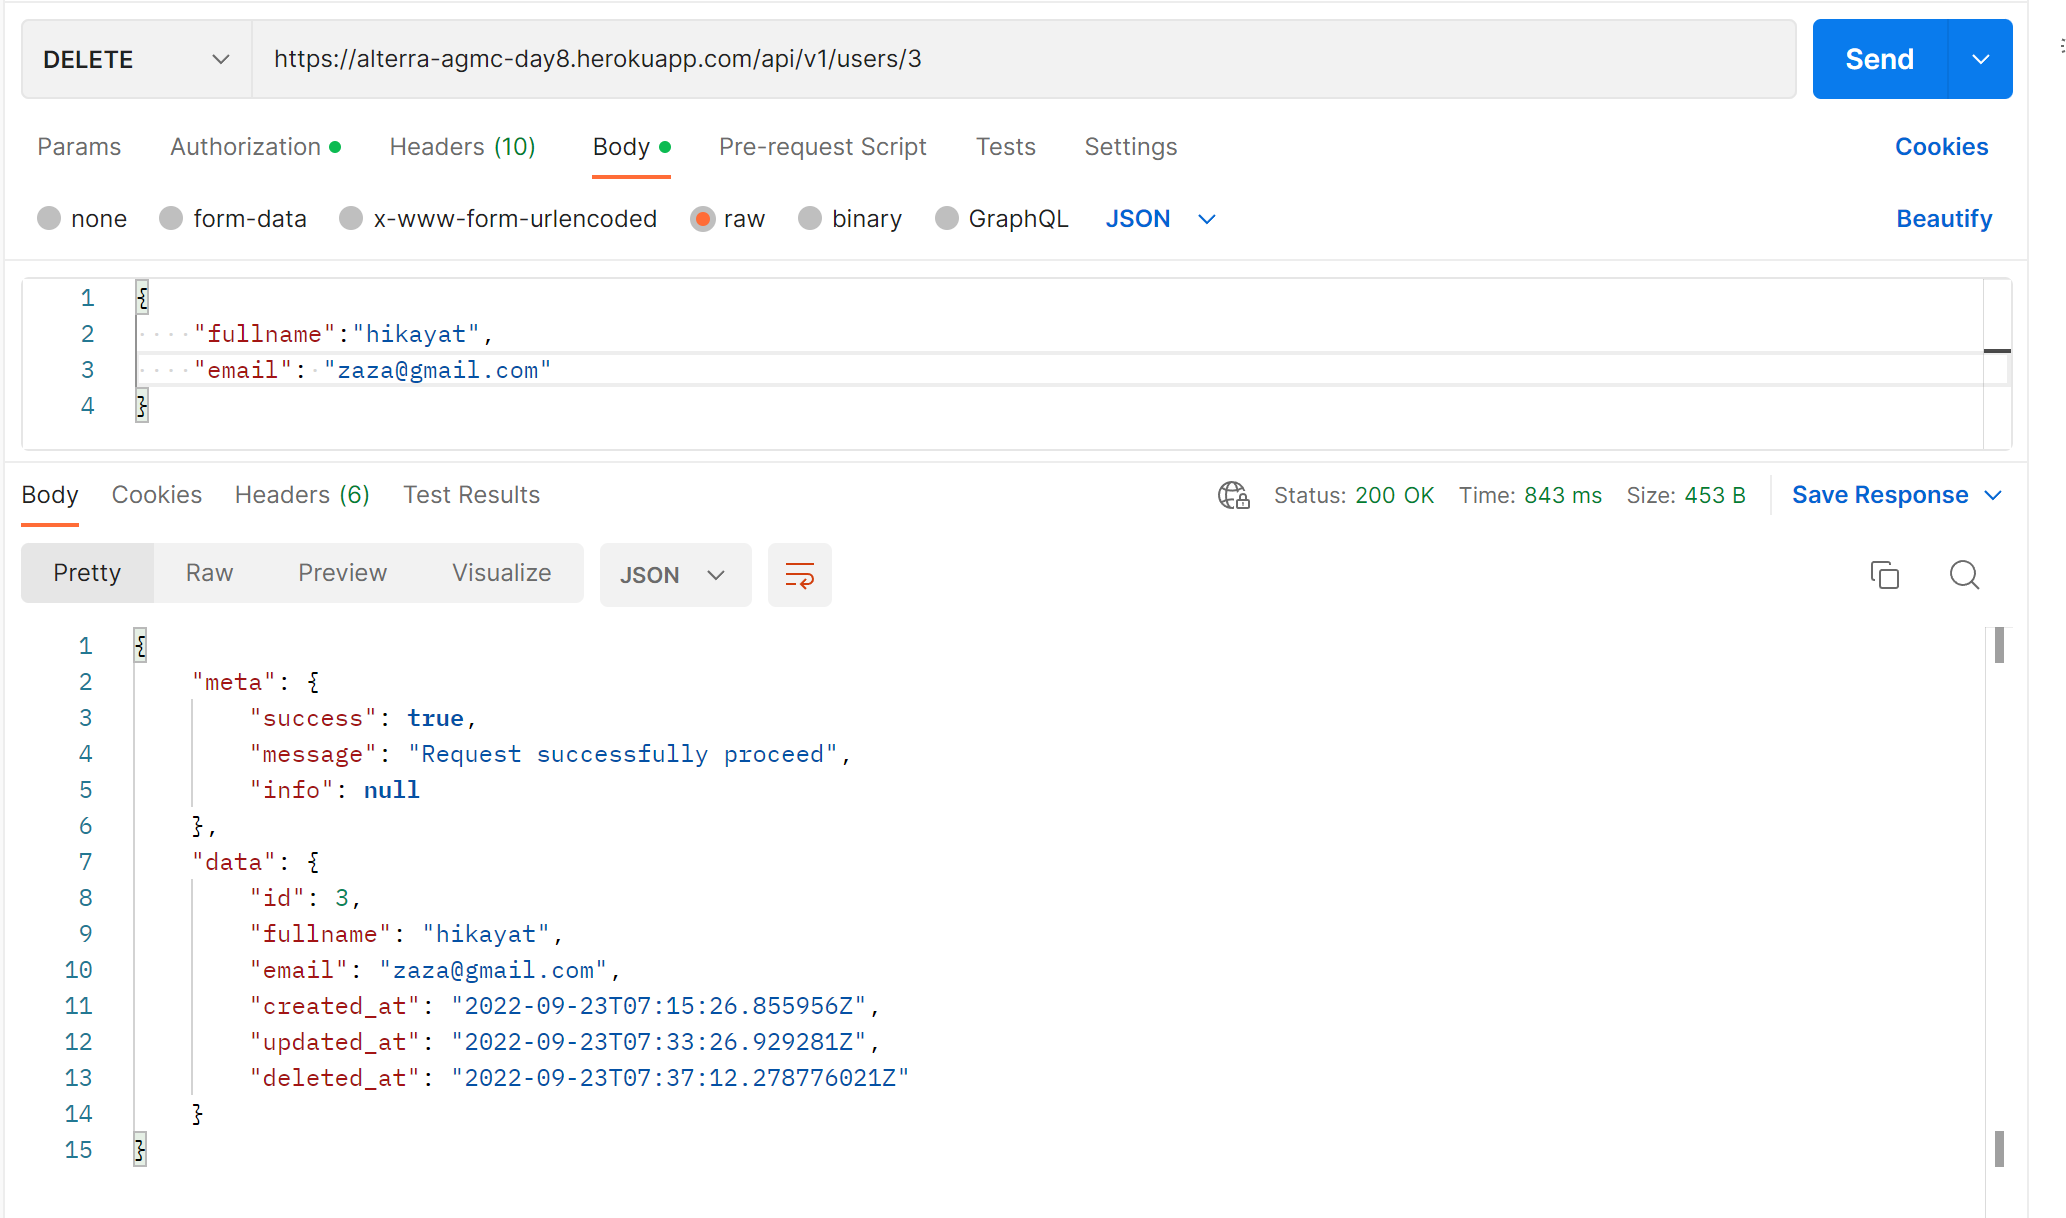 DELETE https://alterra-agmc-day8.herokuapp.com/api/v1/users/3 Send
Params Authorization Headers (10) Body Pre-request Script Tests Settings Cookies
none form-data x-www-form-urlencoded raw binary GraphQL JSON Beautify
1 {
2 "fullname":"hikayat",
3 "email": "zaza@gmail.com"
4 }
Body Cookies Headers (6) Test Results Status: 200 OK Time: 843 ms Size: 453 B Save Response
Pretty Raw Preview Visualize JSON
1 {
2 "meta": {
3 "success": true,
4 "message": "Request successfully proceed",
5 "info": null
6 },
7 "data": {
8 "id": 3,
9 "fullname": "hikayat",
10 "email": "zaza@gmail.com",
11 "created_at": "2022-09-23T07:15:26.855956Z",
12 "updated_at": "2022-09-23T07:33:26.929281Z",
13 "deleted_at": "2022-09-23T07:37:12.278776021Z"
14 }
15 }